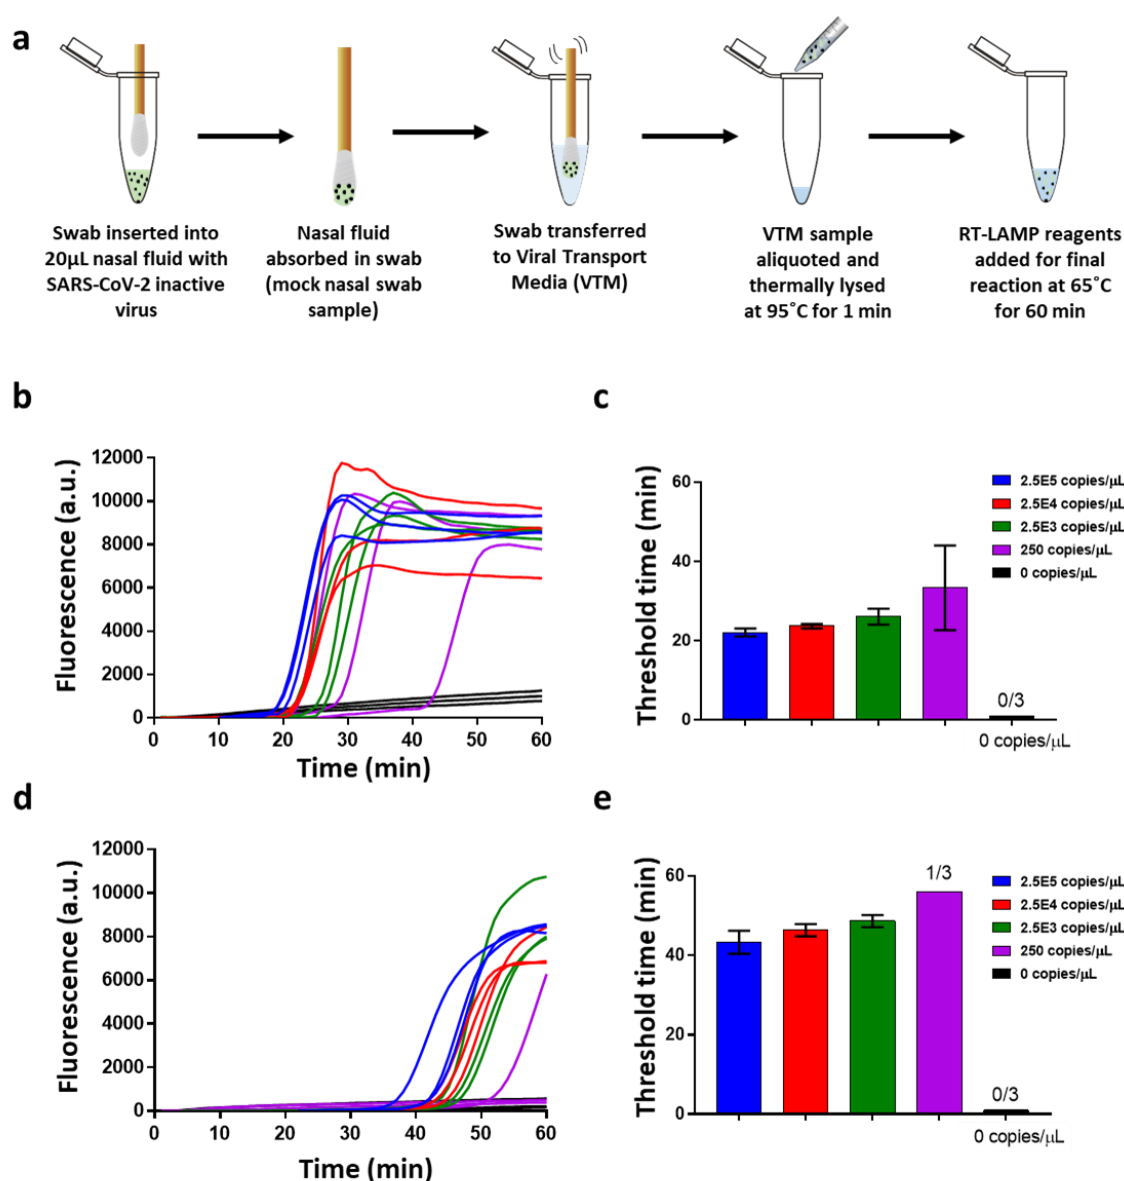 a
Swab inserted into
20µL nasal fluid with
SARS-CoV-2 inactive
virus
Nasal fluid
absorbed in swab
(mock nasal swab
sample)
Swab transferred
to Viral Transport
Media (VTM)
VTM sample
aliquoted and
thermally lysed
at 95˚C for 1 min
RT-LAMP reagents
added for final
reaction at 65˚C
for 60 min
b
Fluorescence (a.u.)
12000
10000
8000
6000
4000
2000
0
0 10 20 30 40 50 60
Time (min)
c
Threshold time (min)
60
40
20
0
0/3
0 copies/µL
2.5E5 copies/µL
2.5E4 copies/µL
2.5E3 copies/µL
250 copies/µL
0 copies/µL
d
Fluorescence (a.u.)
12000
10000
8000
6000
4000
2000
0
0 10 20 30 40 50 60
Time (min)
e
Threshold time (min)
60
40
20
0
1/3
0/3
0 copies/µL
2.5E5 copies/µL
2.5E4 copies/µL
2.5E3 copies/µL
250 copies/µL
0 copies/µL